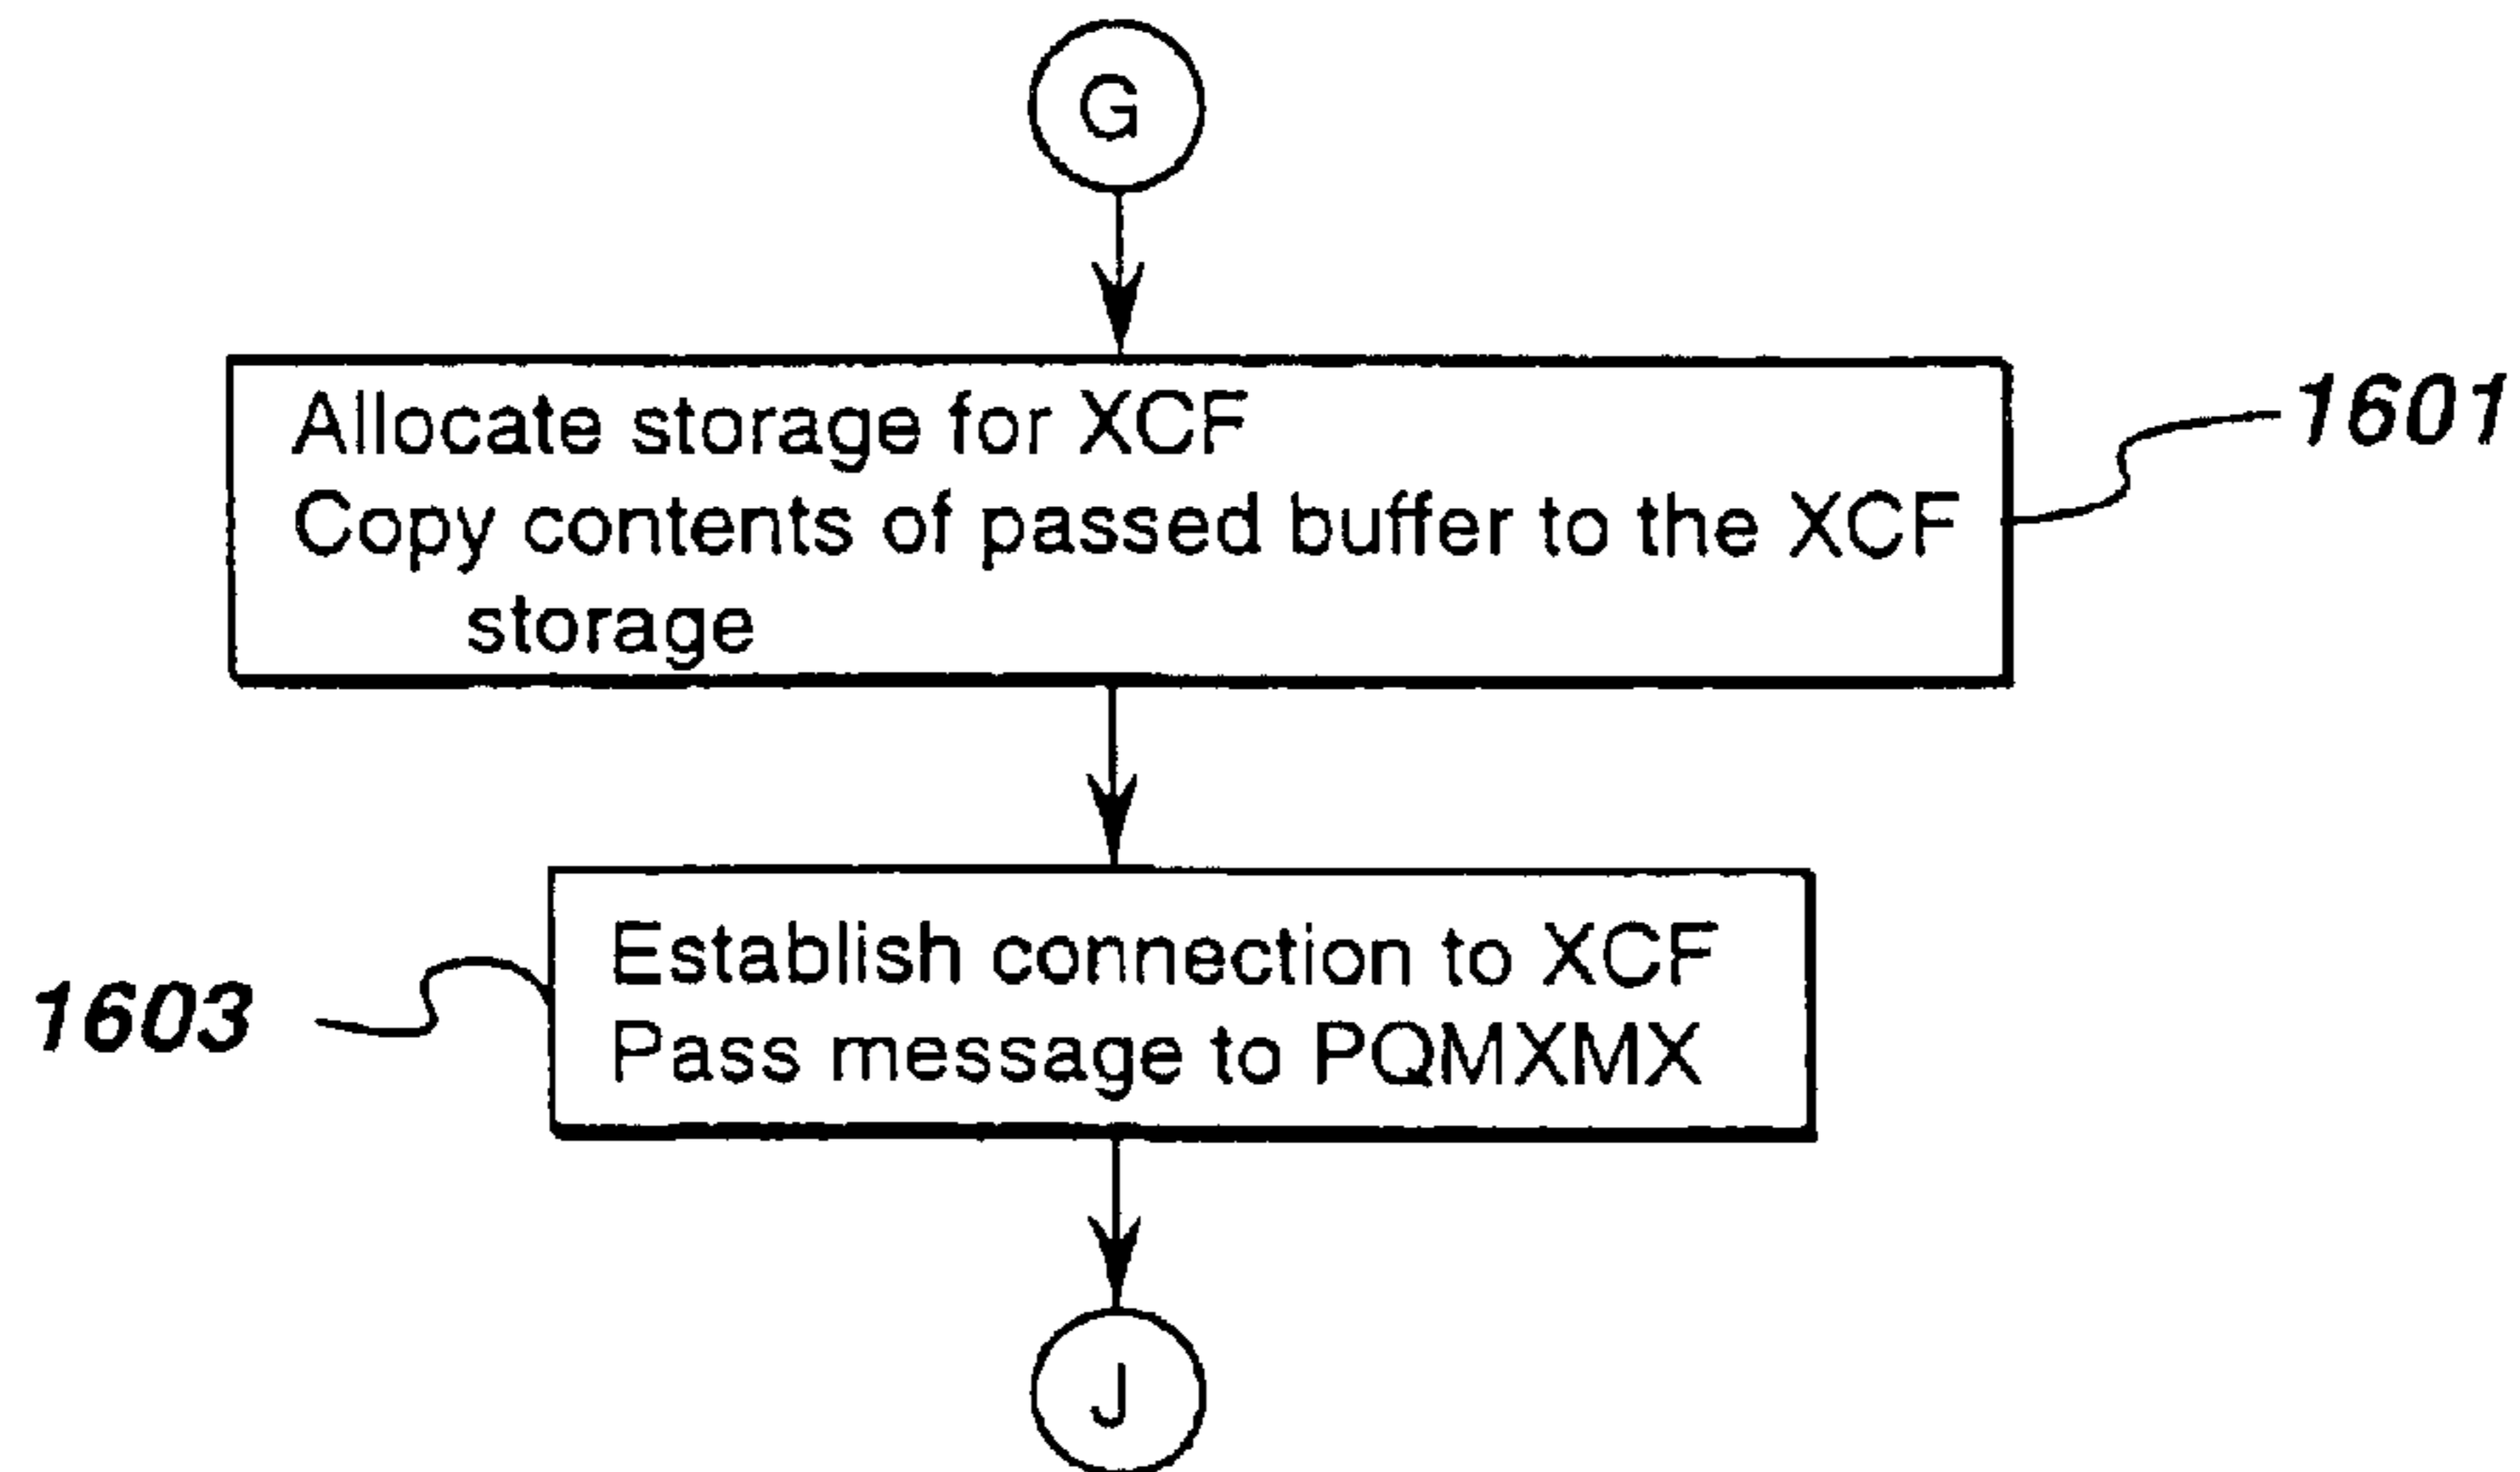 G
Allocate storage for XCF
1601
Copy contents of passed buffer to the XCF
storage
Establish connection to XCF
1603
Pass message to PQMXMX
J